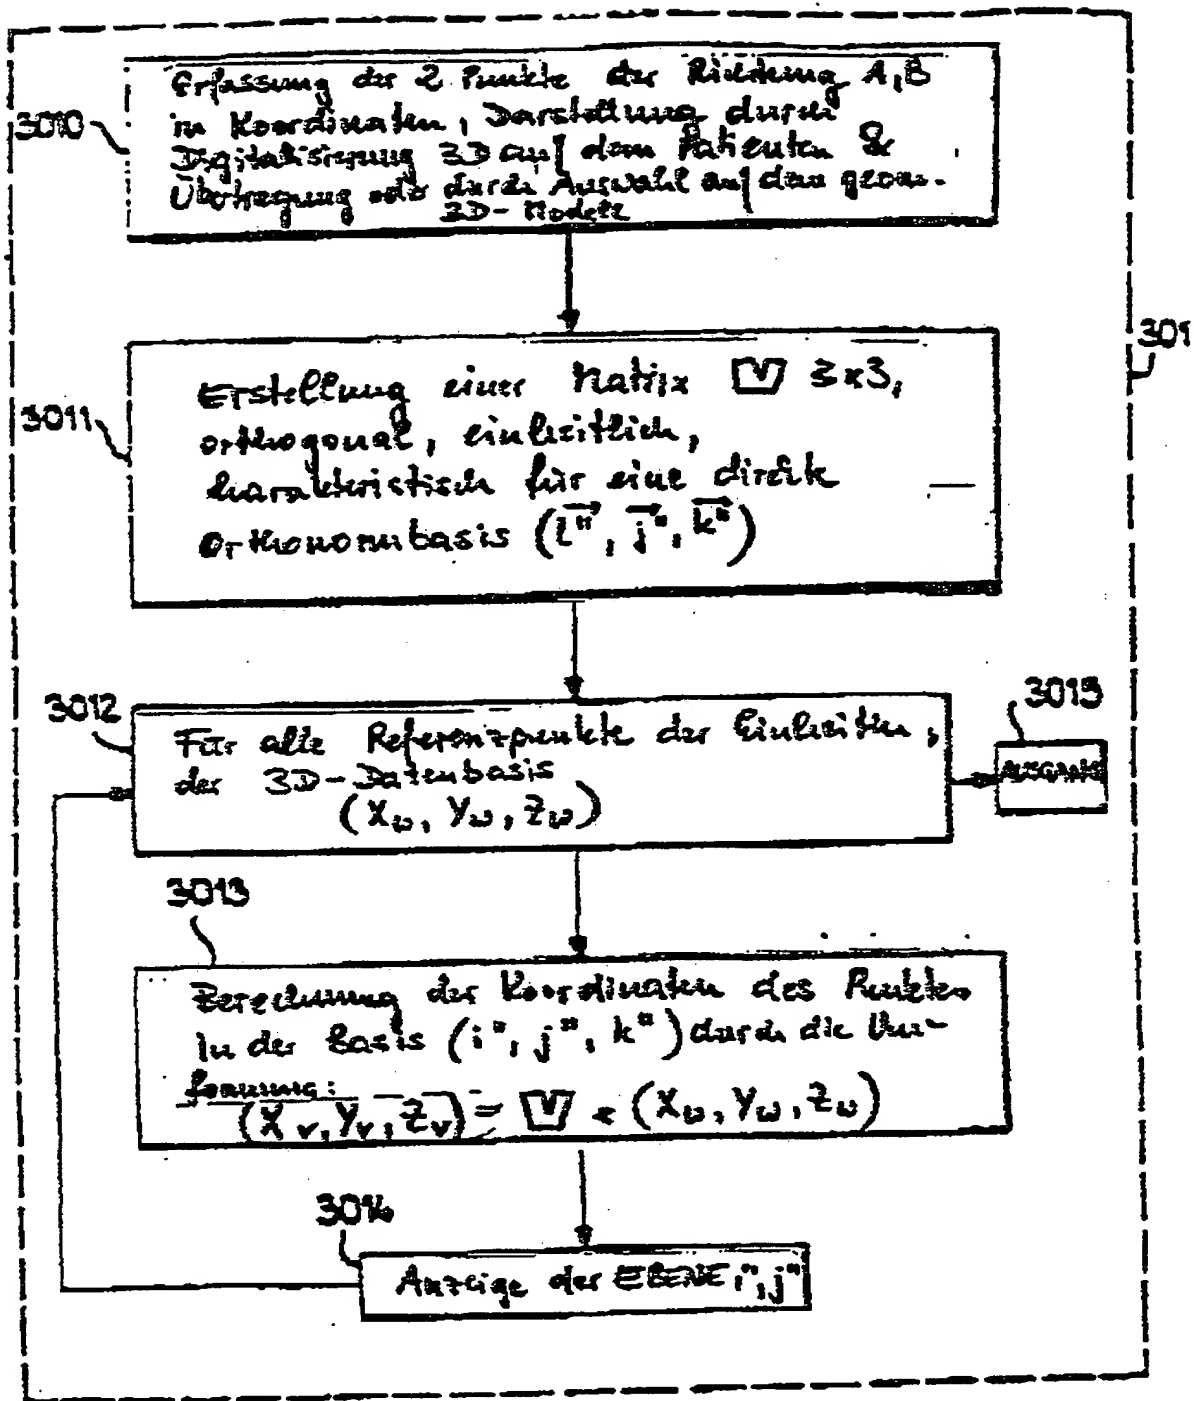 3010
Erfassung der 2 Punkte der Richtung A,B
in Koordinaten, Darstellung durch
Digitalisierung 3D auf dem Patienten &
Übertragung oder durch Auswahl auf dem geom.
3D-Modell
301
3011
Erstellung einer Matrix V 3x3,
orthogonal, einheitlich,
charakteristisch für eine direkte
Orthonormbasis (i", j", k")
3012
Für alle Referenzpunkte der Einheiten,
der 3D-Datenbasis
(Xw, Yw, Zw)
3015
AUSGANG
3013
Berechnung der Koordinaten des Punktes
In der Basis (i", j", k") durch die Um-
formung:
(Xv, Yv, Zv) = V * (Xw, Yw, Zw)
3014
Anzeige der EBENE i", j"